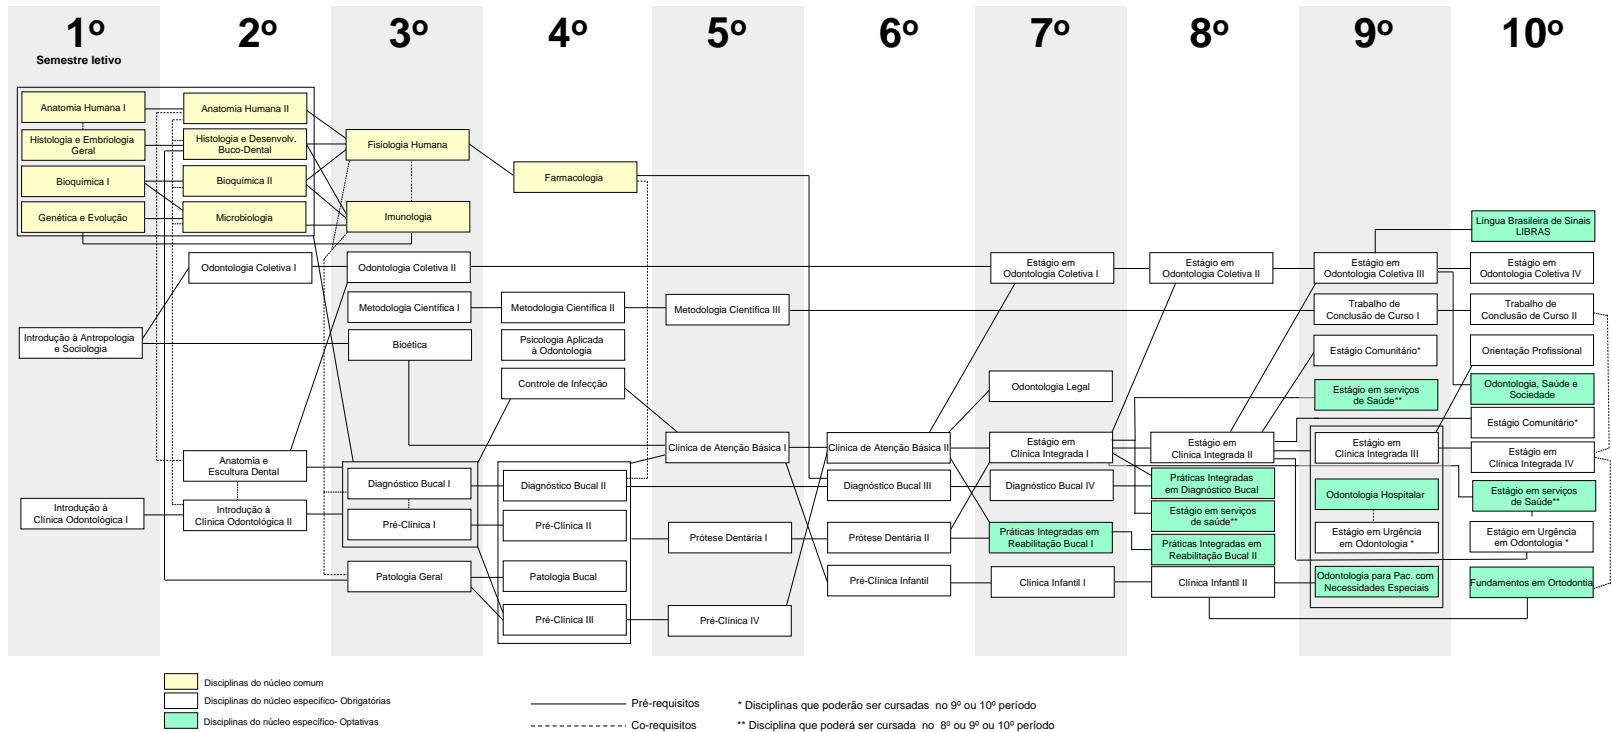 1º
2º
3º
4º
5º
6º
7º
8º
9º
10º
Semestre letivo
Anatomia Humana I
Histologia e Embriologia
Geral
Bioquímica I
Genética e Evolução
Introdução à Antropologia
e Sociologia
Introdução à
Clínica Odontológica I
Anatomia Humana II
Histologia e Desenvolv.
Buco-Dental
Bioquímica II
Microbiologia
Odontologia Coletiva I
Anatomia e
Escultura Dental
Introdução à
Clínica Odontológica II
Fisiologia Humana
Imunologia
Odontologia Coletiva II
Metodologia Científica I
Bioética
Diagnóstico Bucal I
Pré-Clínica I
Patologia Geral
Farmacologia
Metodologia Científica II
Psicologia Aplicada
à Odontologia
Controle de Infecção
Diagnóstico Bucal II
Pré-Clínica II
Patologia Bucal
Pré-Clínica III
Metodologia Científica III
Clínica de Atenção Básica I
Prótese Dentária I
Pré-Clínica IV
Clínica de Atenção Básica II
Diagnóstico Bucal III
Prótese Dentária II
Pré-Clínica Infantil
Estágio em
Odontologia Coletiva I
Odontologia Legal
Estágio em
Clínica Integrada I
Diagnóstico Bucal IV
Práticas Integradas em
Reabilitação Bucal I
Clínica Infantil I
Estágio em
Odontologia Coletiva II
Estágio em
Clínica Integrada II
Práticas Integradas
em Diagnóstico Bucal
Estágio em serviços
de saúde**
Práticas Integradas em
Reabilitação Bucal II
Clínica Infantil II
Estágio em
Odontologia Coletiva III
Trabalho de
Conclusão de Curso I
Estágio Comunitário*
Estágio em serviços
de Saúde**
Estágio em
Clínica Integrada III
Odontologia Hospitalar
Estágio em Urgência
em Odontologia *
Odontologia para Pac. com
Necessidades Especiais
Língua Brasileira de Sinais
LIBRAS
Estágio em
Odontologia Coletiva IV
Trabalho de
Conclusão de Curso II
Orientação Profissional
Odontologia, Saúde e
Sociedade
Estágio Comunitário*
Estágio em
Clínica Integrada IV
Estágio em serviços
de Saúde**
Estágio em Urgência
em Odontologia *
Fundamentos em Ortodontia
Disciplinas do núcleo comum
Disciplinas do núcleo específico- Obrigatórias
Disciplinas do núcleo específico- Optativas
Pré-requisitos
Co-requisitos
* Disciplinas que poderão ser cursadas no 9º ou 10º período
** Disciplina que poderá ser cursada no 8º ou 9º ou 10º período